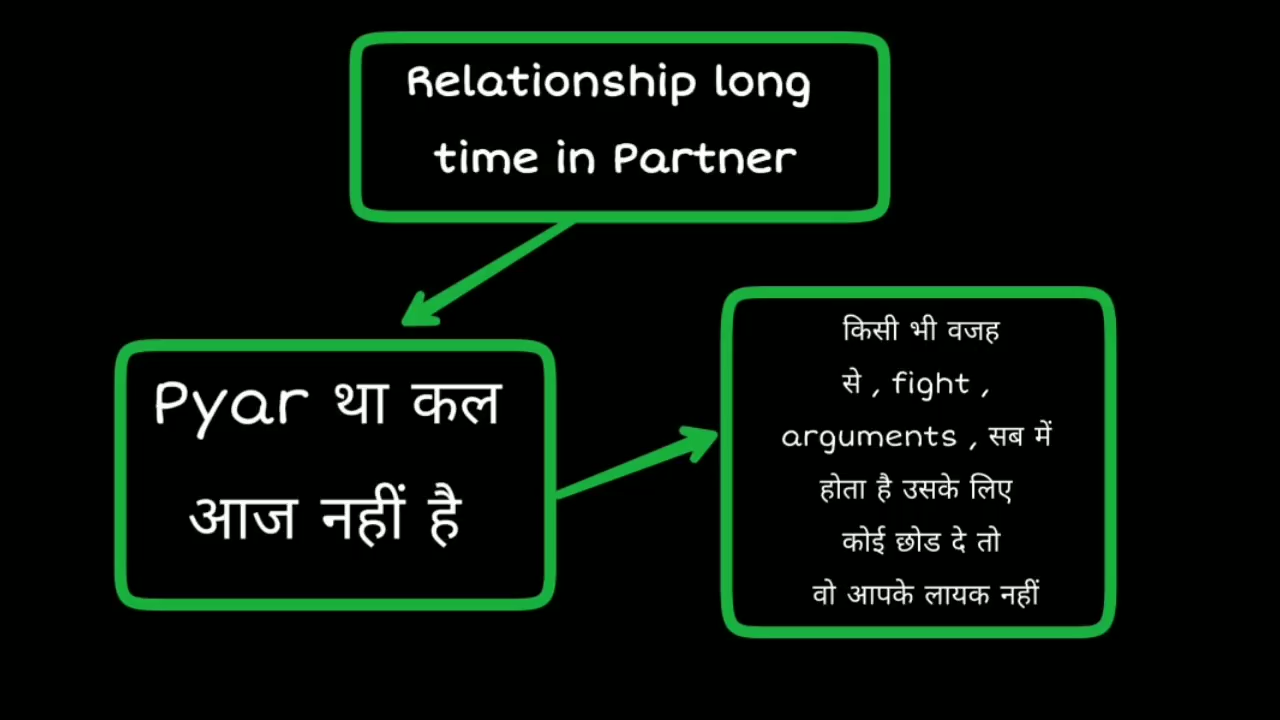 Relationship long
time in Partner
Pyar था कल
आज नहीं है
किसी भी वजह
से , fight ,
arguments , सब में
होता है उसके लिए
कोई छोड दे तो
वो आपके लायक नहीं